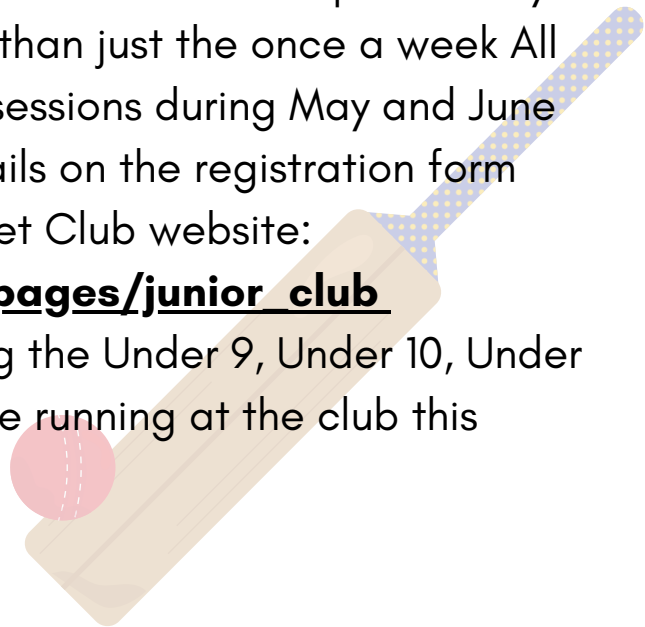 than just the once a week All
sessions during May and June
ails on the registration form
et Club website:
pages/junior_club
g the Under 9, Under 10, Under
e running at the club this